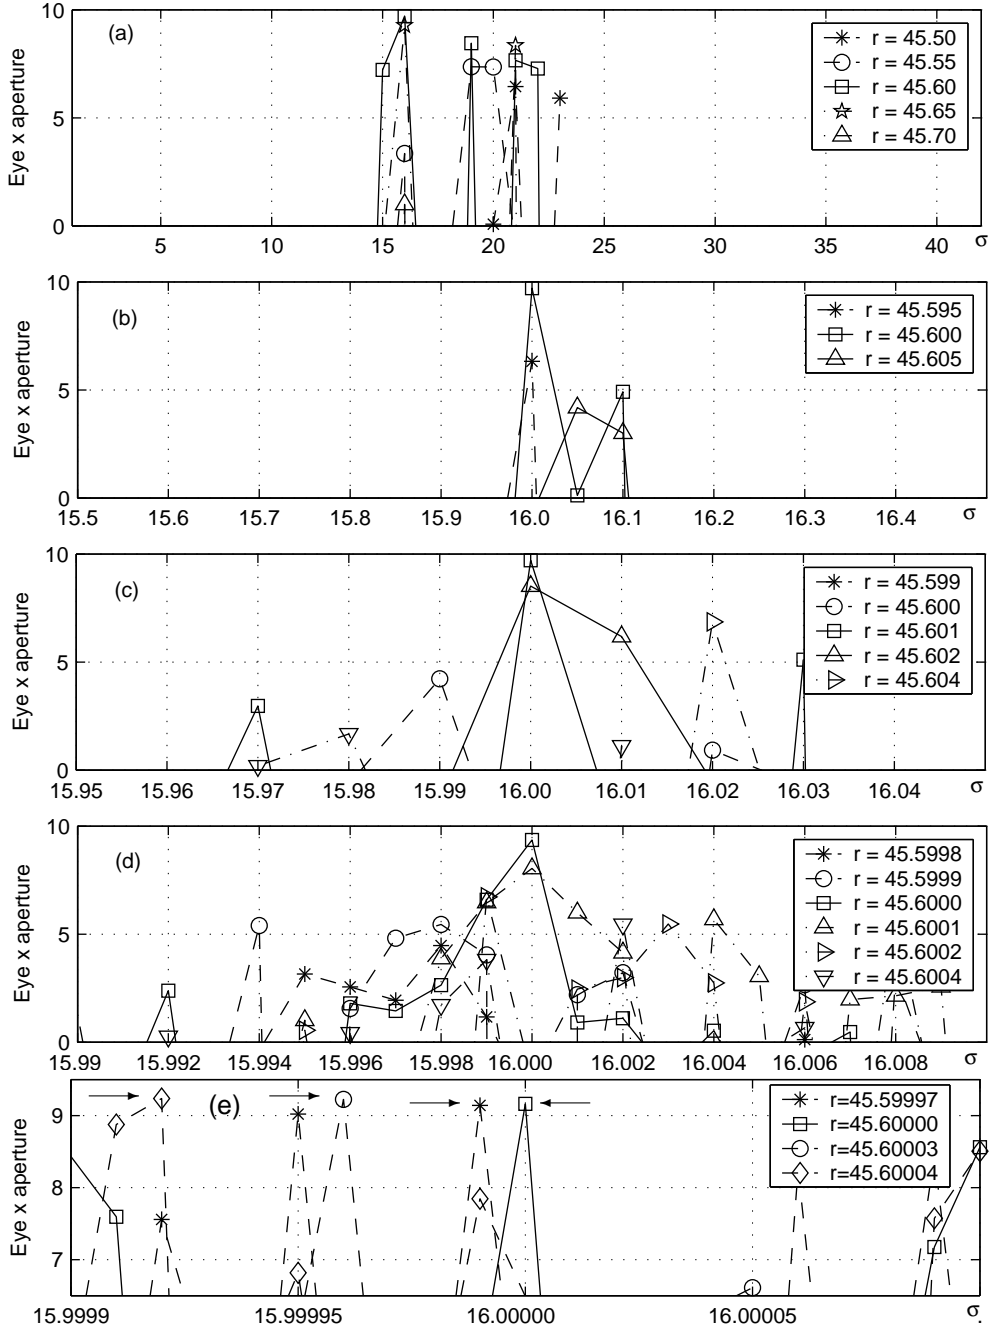 10
(a)
r = 45.50
r = 45.55
r = 45.60
r = 45.65
r = 45.70
Eye x aperture
5
0
5 10 15 20 25 30 35 40 σ
10
(b)
r = 45.595
r = 45.600
r = 45.605
Eye x aperture
5
0
15.5 15.6 15.7 15.8 15.9 16.0 16.1 16.2 16.3 16.4 σ
10
(c)
r = 45.599
r = 45.600
r = 45.601
r = 45.602
r = 45.604
Eye x aperture
5
0
15.95 15.96 15.97 15.98 15.99 16.00 16.01 16.02 16.03 16.04 σ
10
(d)
r = 45.5998
r = 45.5999
r = 45.6000
r = 45.6001
r = 45.6002
r = 45.6004
Eye x aperture
5
0
15.99 15.992 15.994 15.996 15.998 16.000 16.002 16.004 16.006 16.008 σ
(e)
r=45.59997
r=45.60000
r=45.60003
r=45.60004
Eye x aperture
9
8
7
15.9999 15.99995 16.00000 16.00005 σ.